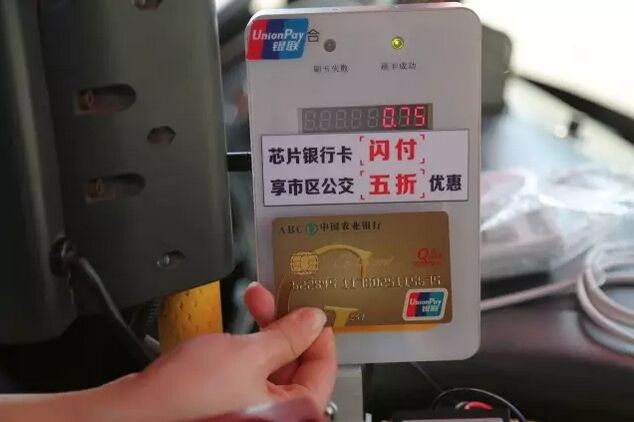 UnionPay
银联
合
刷卡失败
刷卡成功
0.75
芯片银行卡 闪付
享市区公交 五折 优惠
ABC 中国农业银行
UnionPay
银联